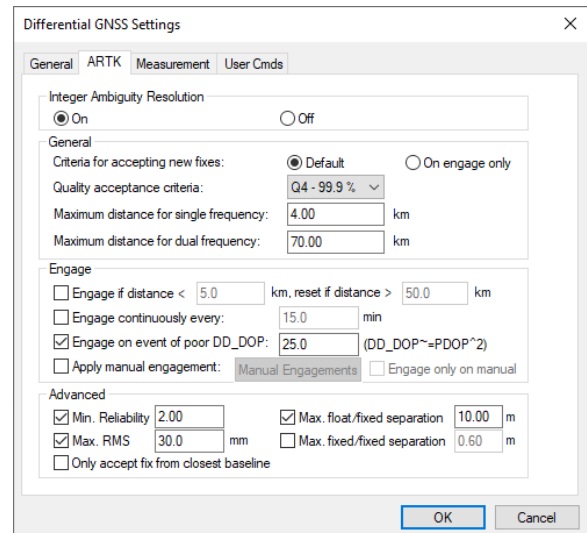 Differential GNSS Settings
General ARTK Measurement User Cmds
Integer Ambiguity Resolution
On Off
General
Criteria for accepting new fixes: Default On engage only
Quality acceptance criteria: Q4 - 99.9 %
Maximum distance for single frequency: 4.00 km
Maximum distance for dual frequency: 70.00 km
Engage
Engage if distance < 5.0 km, reset if distance > 50.0 km
Engage continuously every: 15.0 min
Engage on event of poor DD_DOP: 25.0 (DD_DOP~=PDOP^2)
Apply manual engagement: Manual Engagements Engage only on manual
Advanced
Min. Reliability 2.00 Max. float/fixed separation 10.00 m
Max. RMS 30.0 mm Max. fixed/fixed separation 0.60 m
Only accept fix from closest baseline
OK Cancel